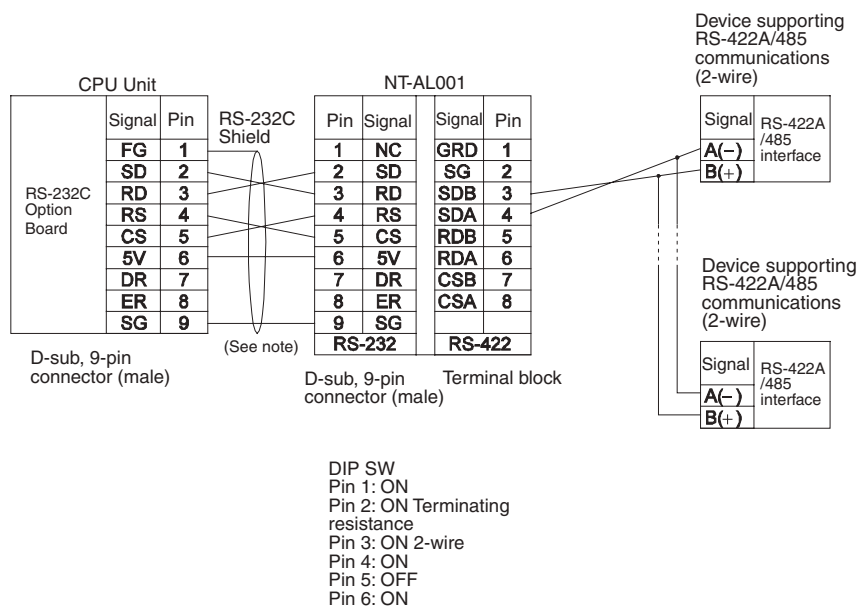 Device supporting
RS-422A/485
communications
(2-wire)
CPU Unit
NT-AL001
Signal Pin
RS-232C
Shield
Pin Signal Signal Pin
Signal
RS-422A
/485
interface
FG 1
1 NC GRD 1
A(−)
SD 2
2 SD SG 2
B(+)
RS-232C
Option
Board
RD 3
3 RD SDB 3
RS 4
4 RS SDA 4
CS 5
5 CS RDB 5
5V 6
6 5V RDA 6
DR 7
7 DR CSB 7
ER 8
8 ER CSA 8
SG 9
9 SG
(See note)
RS-232 RS-422
D-sub, 9-pin
connector (male)
D-sub, 9-pin
connector (male)
Terminal block
Device supporting
RS-422A/485
communications
(2-wire)
Signal
RS-422A
/485
interface
A(−)
B(+)
DIP SW
Pin 1: ON
Pin 2: ON Terminating
resistance
Pin 3: ON 2-wire
Pin 4: ON
Pin 5: OFF
Pin 6: ON